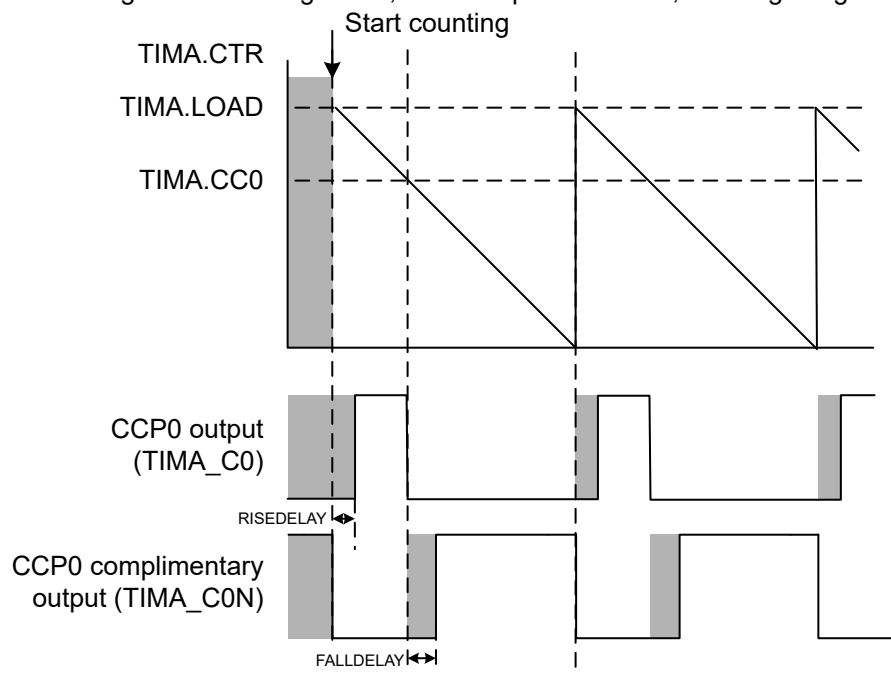 Start counting
TIMA.CTR
TIMA.LOAD
TIMA.CC0
CCP0 output
(TIMA_C0)
RISEDELAY
CCP0 complimentary
output (TIMA_C0N)
FALLDELAY